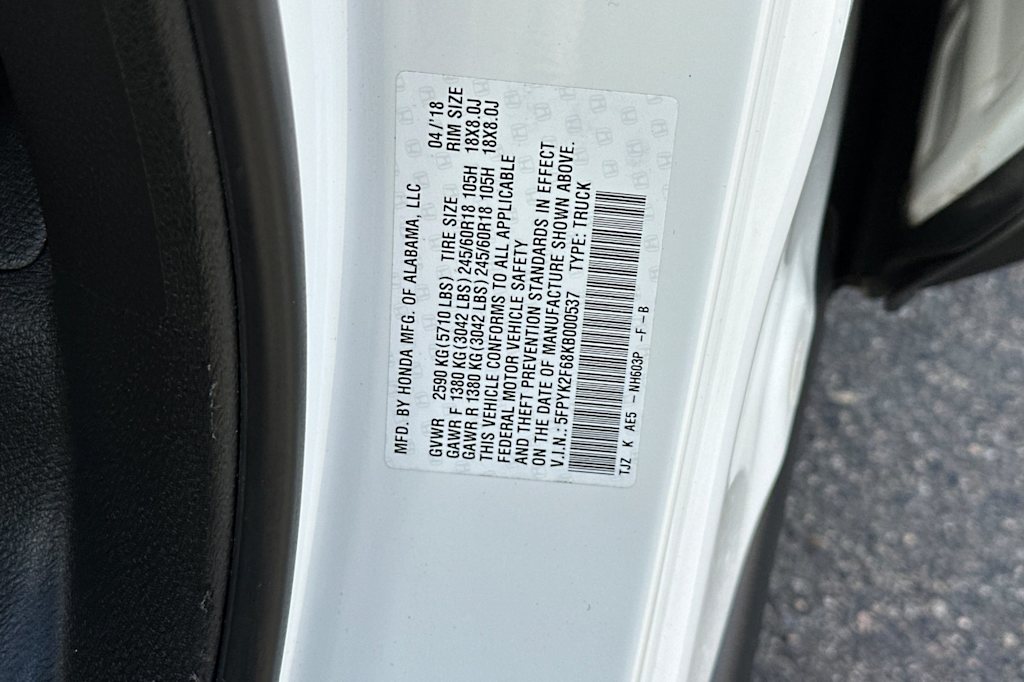 MFD. BY HONDA MFG. OF ALABAMA, LLC 04/'18
GVWR 2590 KG(5710 LBS) TIRE SIZE RIM SIZE
GAWR F 1380 KG(3042 LBS) 245/60R18 105H 18X8.0J
GAWR R 1380 KG(3042 LBS) 245/60R18 105H 18X8.0J
THIS VEHICLE CONFORMS TO ALL APPLICABLE
FEDERAL MOTOR VEHICLE SAFETY
AND THEFT PREVENTION STANDARDS IN EFFECT
ON THE DATE OF MANUFACTURE SHOWN ABOVE.
V.I.N.: 5FPYK2F68KB000537 TYPE: TRUCK
TJZ K AE5 -NH603P -F-B